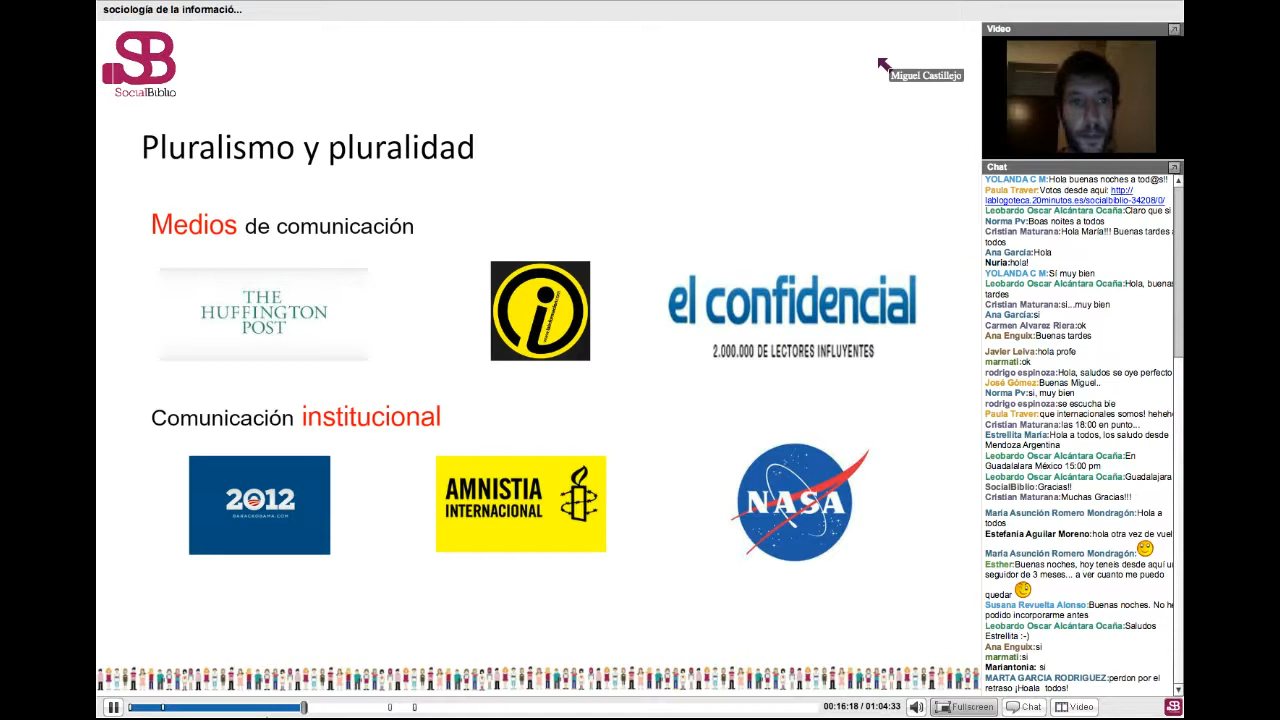 sociología de la informació...
SB
SocialBiblio
Miguel Castillejo
Pluralismo y pluralidad
Medios de comunicación
THE
HUFFINGTON
POST
i
el confidencial
2.000.000 DE LECTORES INFLUYENTES
Comunicación institucional
2012
BARACKOBAMA.COM
AMNISTIA
INTERNACIONAL
NASA
00:16:18 / 01:04:33
Fullscreen
Chat
Video
SB
Video
Chat
YOLANDA C M:Hola buenas noches a tod@s!!
Paula Traver:Votos desde aquí: http://
lablogoteca.20minutos.es/socialbiblio-34208/0/
Leobardo Oscar Alcántara Ocaña:Claro que si
Norma Pv:Boas noites a todos
Cristian Maturana:Hola María!!! Buenas tardes a
todos
Ana Garcia:Hola
Nuria:hola!
YOLANDA C M:Sí muy bien
Leobardo Oscar Alcántara Ocaña:Hola, buenas
tardes
Cristian Maturana:si...muy bien
Ana Garcia:si
Carmen Alvarez Riera:ok
Ana Enguix:Buenas tardes
Javier Leiva:hola profe
marmati:ok
rodrigo espinoza:Hola, saludos se oye perfecto
José Gómez:Buenas Miguel..
Norma Pv:si, muy bien
rodrigo espinoza:se escucha bie
Paula Traver:que internacionales somos! hehehe
Cristian Maturana:las 18:00 en punto...
Estrellita María:Hola a todos, los saludo desde
Mendoza Argentina
Leobardo Oscar Alcántara Ocaña:En
Guadalalara México 15:00 pm
Leobardo Oscar Alcántara Ocaña:Guadalajara
SocialBiblio:Gracias!!
Cristian Maturana:Muchas Gracias!!!
María Asunción Romero Mondragón:Hola a
todos
Estefanía Aguilar Moreno:hola otra vez de vuel
María Asunción Romero Mondragón:
Esther:Buenas noches, hoy teneis desde aquí un
seguidor de 3 meses... a ver cuanto me puedo
quedar
Susana Revuelta Alonso:Buenas noches. No he
podido incorporarme antes
Leobardo Oscar Alcántara Ocaña:Saludos
Estrellita :-)
Ana Enguix:si
marmati:si
Mariantonia: si
MARTA GARCIA RODRIGUEZ:perdon por el
retraso ¡Hoala todos!